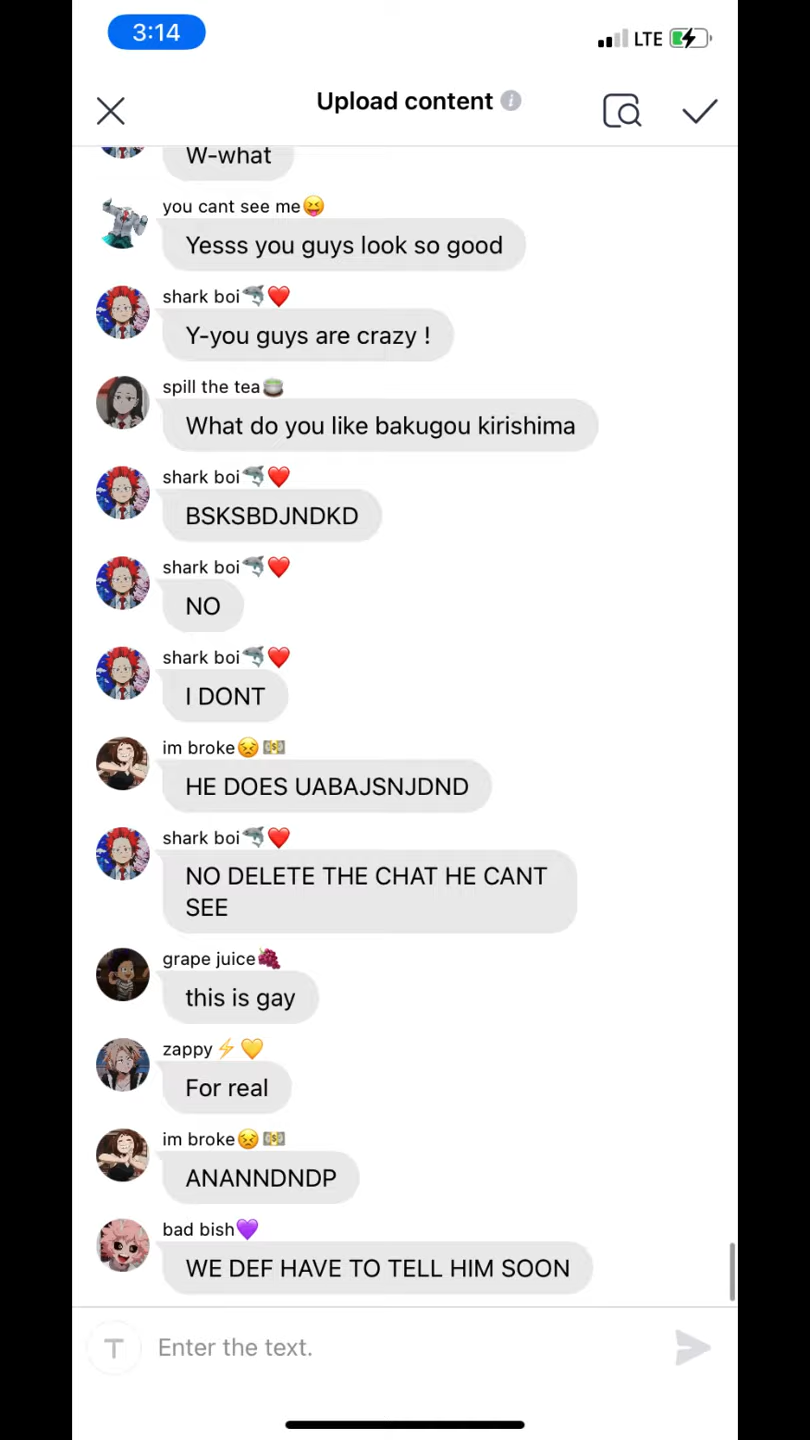 3:14
LTE
Upload content
W-what
you cant see me😝
Yesss you guys look so good
shark boi🦈❤️
Y-you guys are crazy !
spill the tea🍵
What do you like bakugou kirishima
shark boi🦈❤️
BSKSBDJNDKD
shark boi🦈❤️
NO
shark boi🦈❤️
I DONT
im broke😣💵
HE DOES UABAJSNJDND
shark boi🦈❤️
NO DELETE THE CHAT HE CANT
SEE
grape juice🍇
this is gay
zappy⚡💛
For real
im broke😣💵
ANANNDNDP
bad bish💜
WE DEF HAVE TO TELL HIM SOON
T
Enter the text.